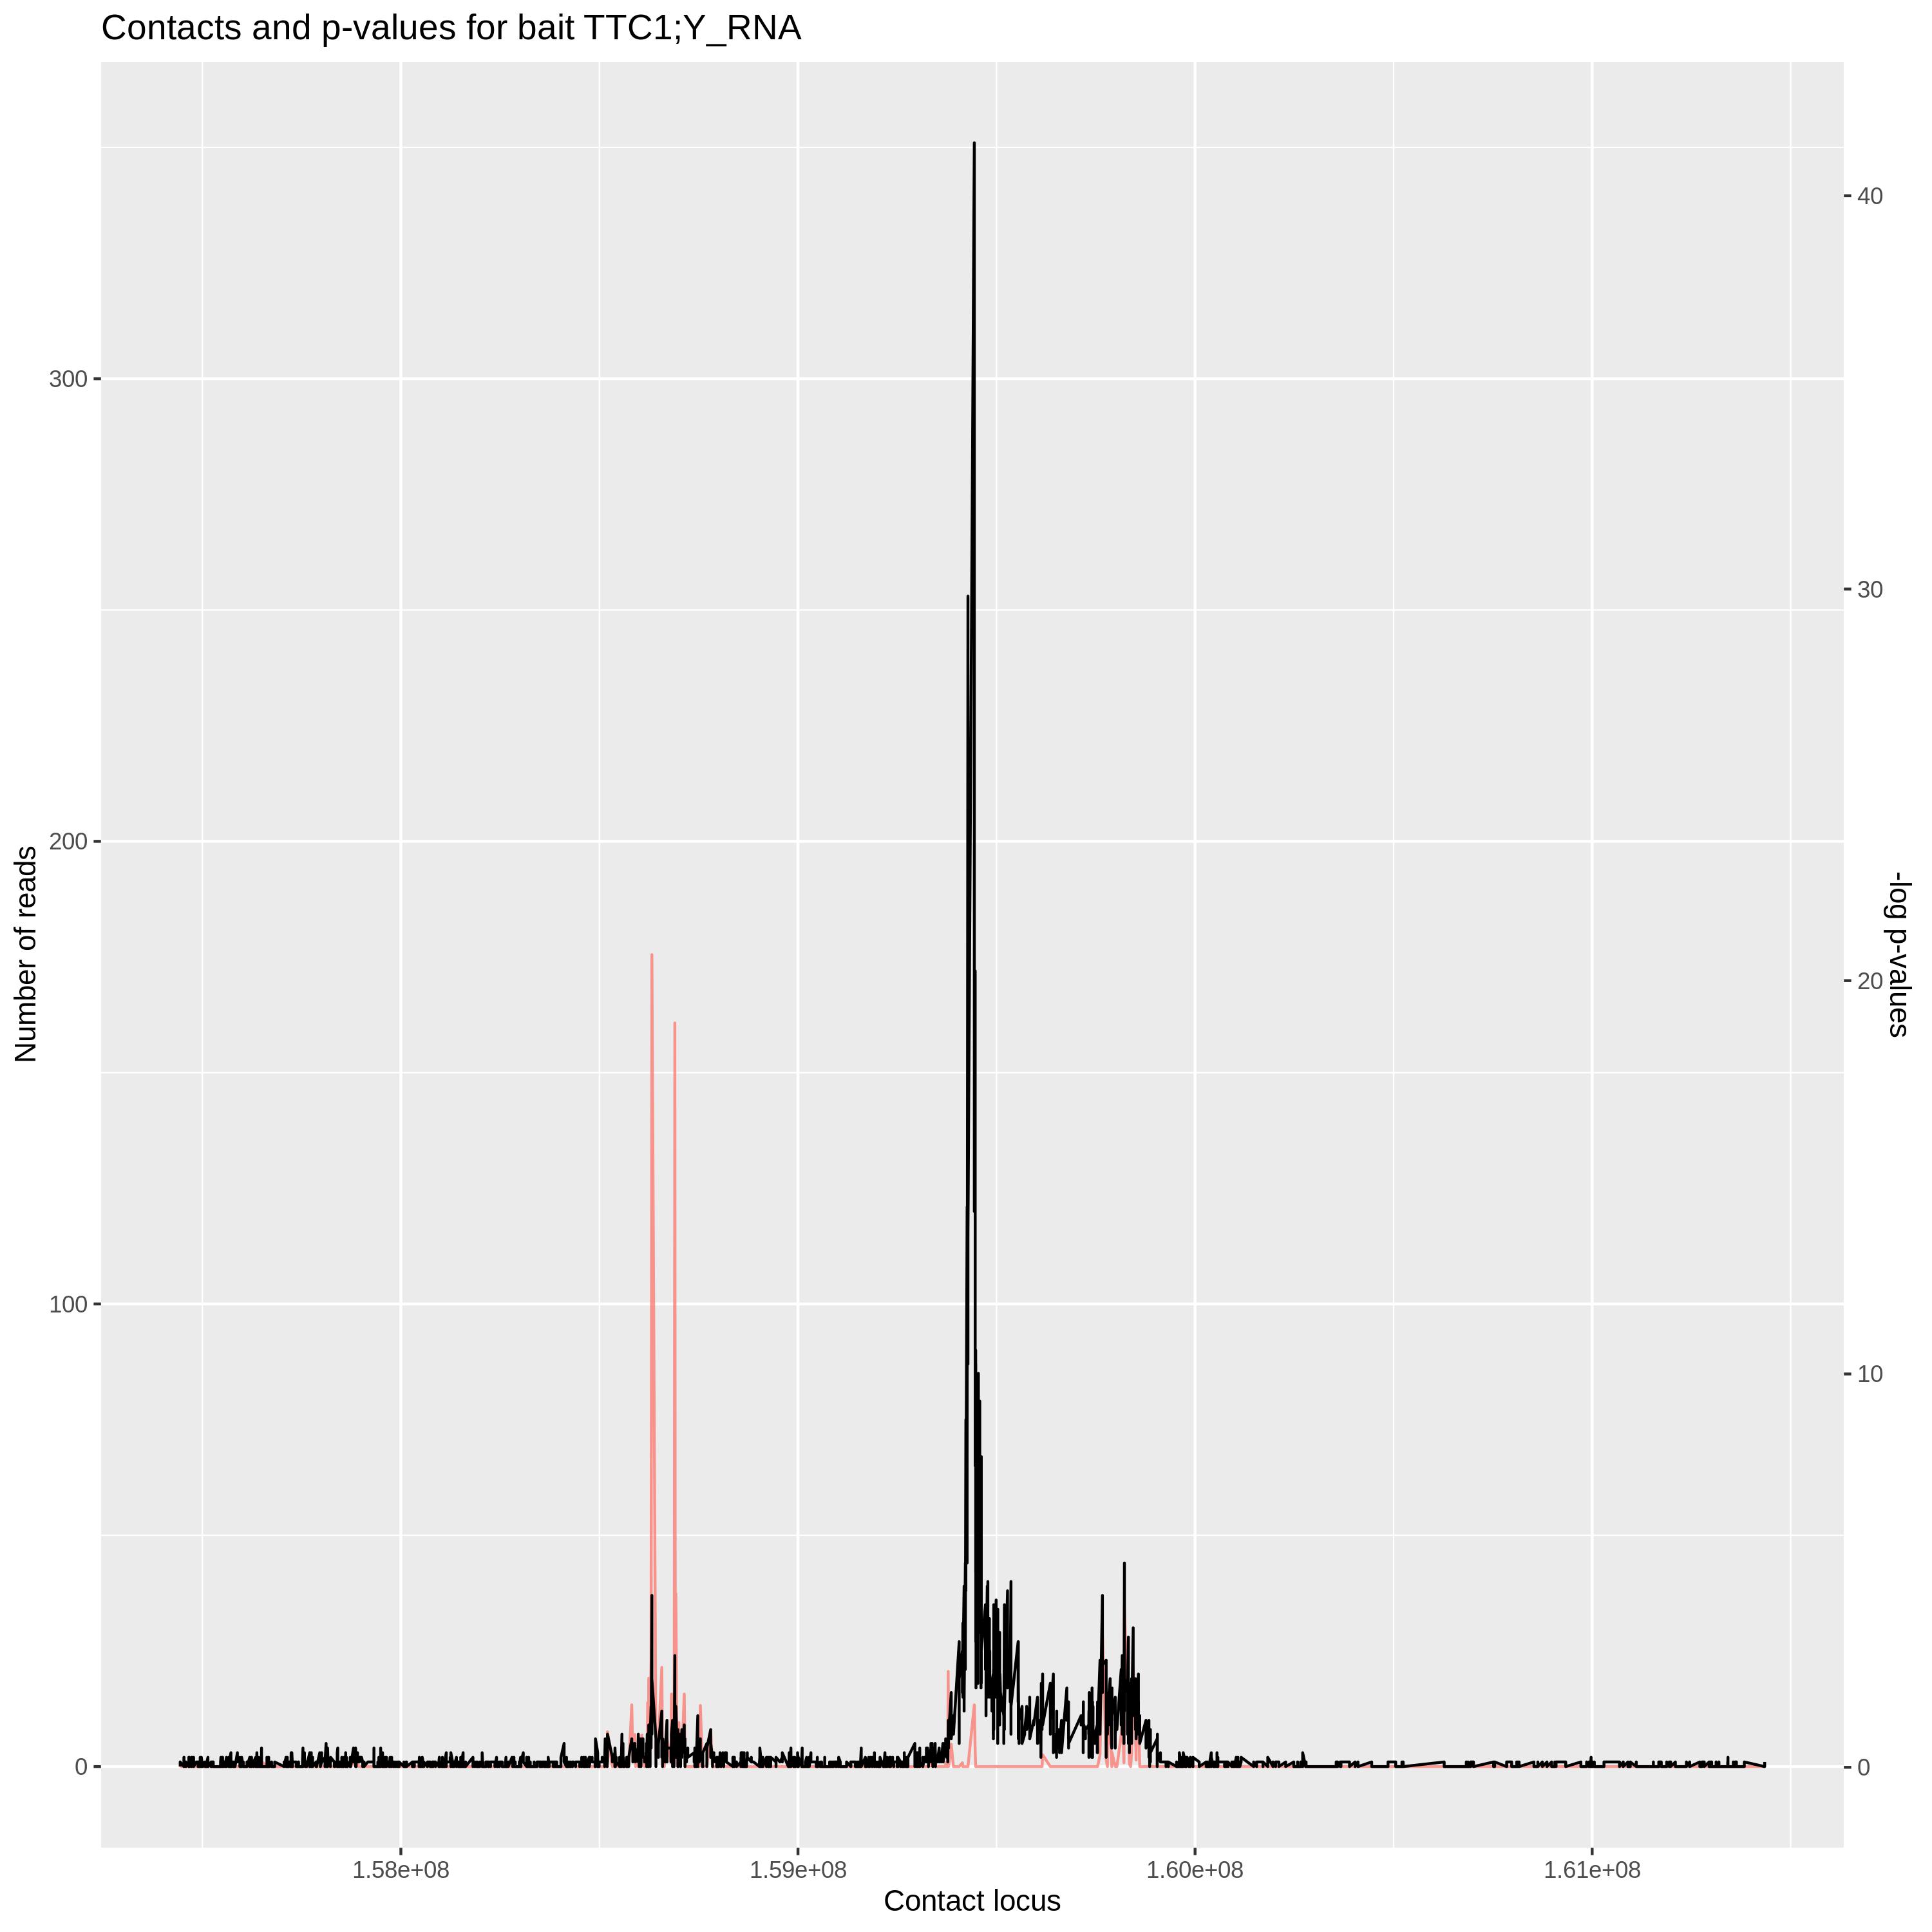 Contacts and p-values for bait TTC1;Y_RNA
Number of reads
300
200
100
0
40
30
20
10
0
-log p-values
1.58e+08
1.59e+08
1.60e+08
1.61e+08
Contact locus